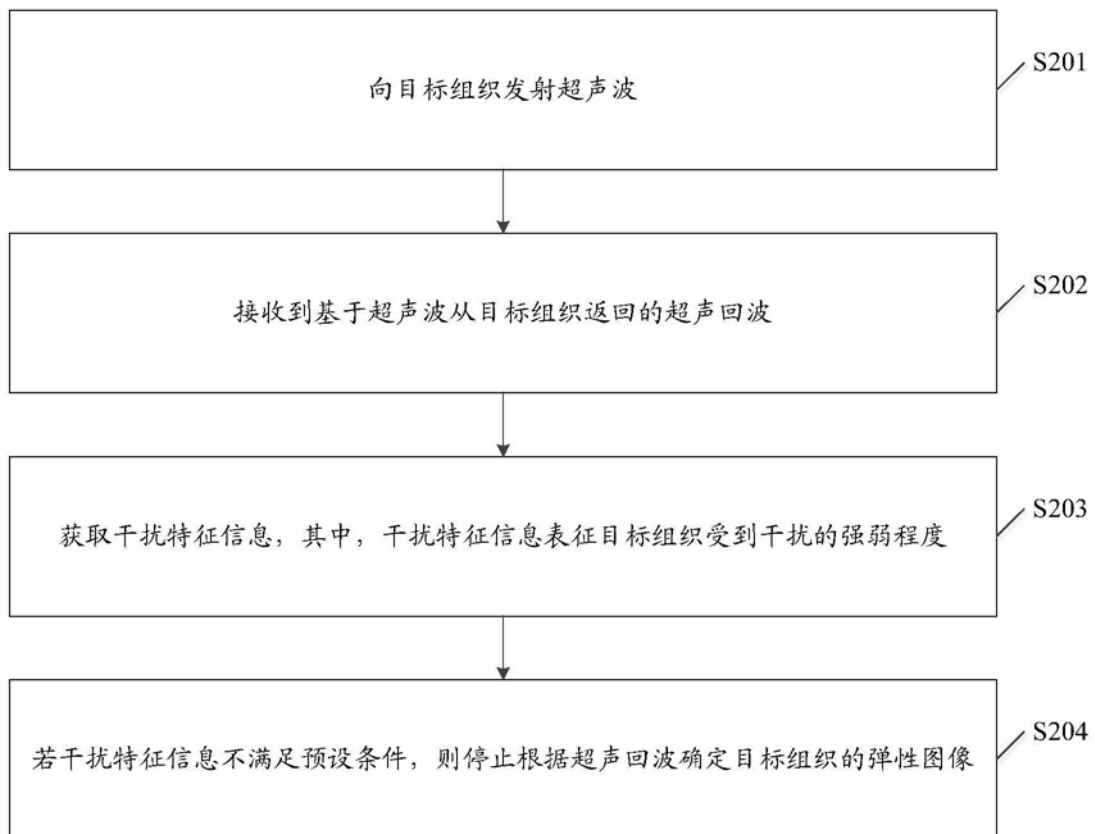 向目标组织发射超声波
S201
接收到基于超声波从目标组织返回的超声回波
S202
获取干扰特征信息，其中，干扰特征信息表征目标组织受到干扰的强弱程度
S203
若干扰特征信息不满足预设条件，则停止根据超声回波确定目标组织的弹性图像
S204